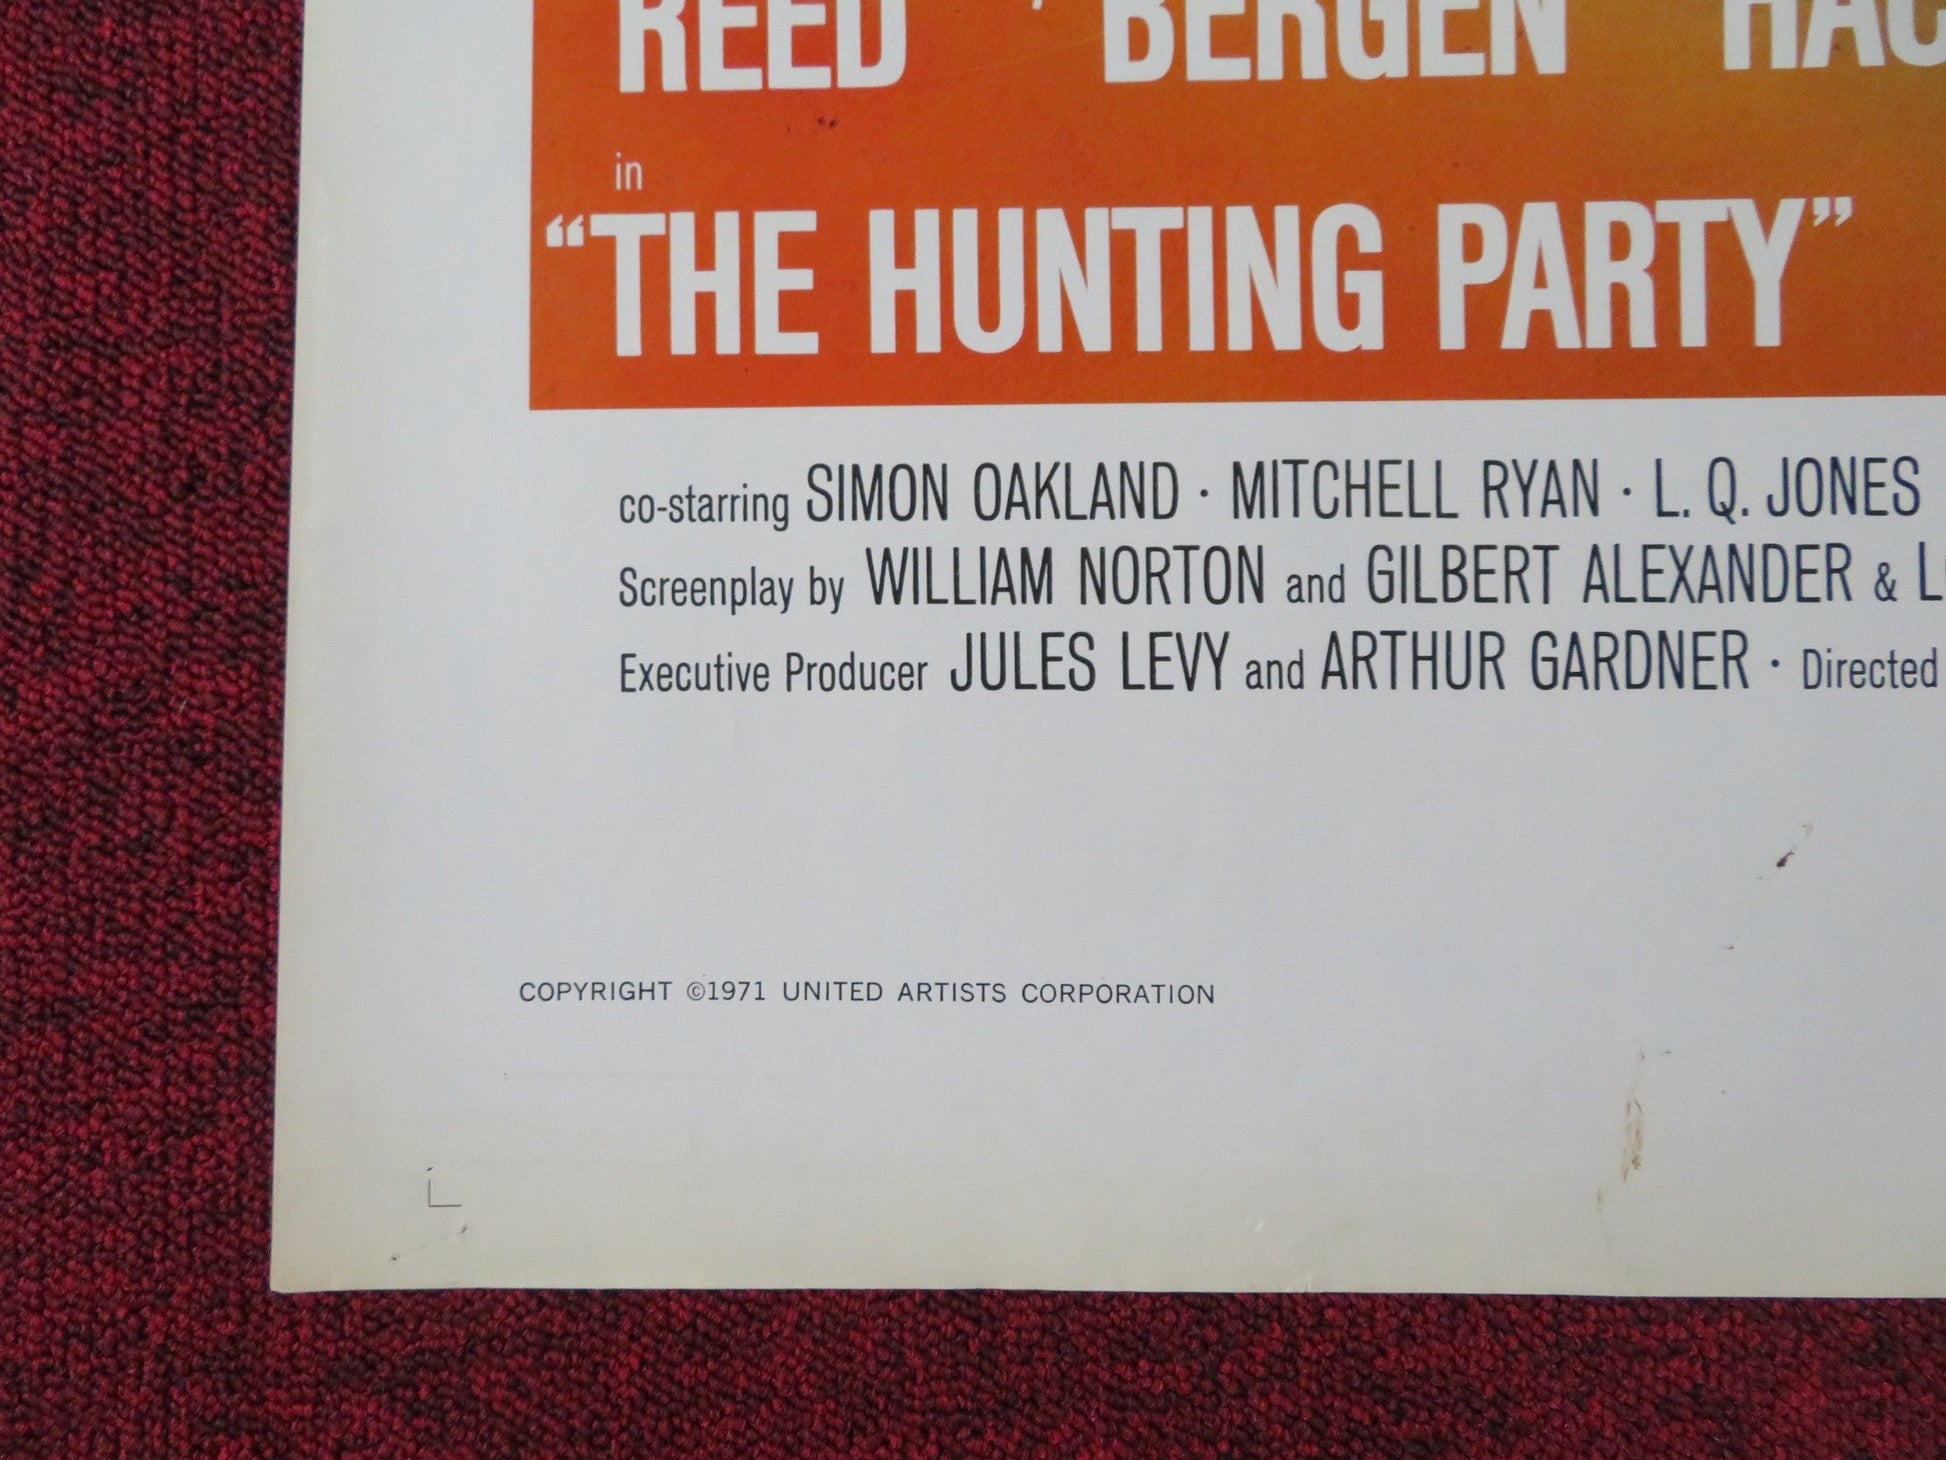 REED BERGEN
in
“THE HUNTING PARTY”
co-starring SIMON OAKLAND · MITCHELL RYAN · L. Q. JONES
Screenplay by WILLIAM NORTON and GILBERT ALEXANDER &
Executive Producer JULES LEVY and ARTHUR GARDNER · Directed
COPYRIGHT ©1971 UNITED ARTISTS CORPORATION